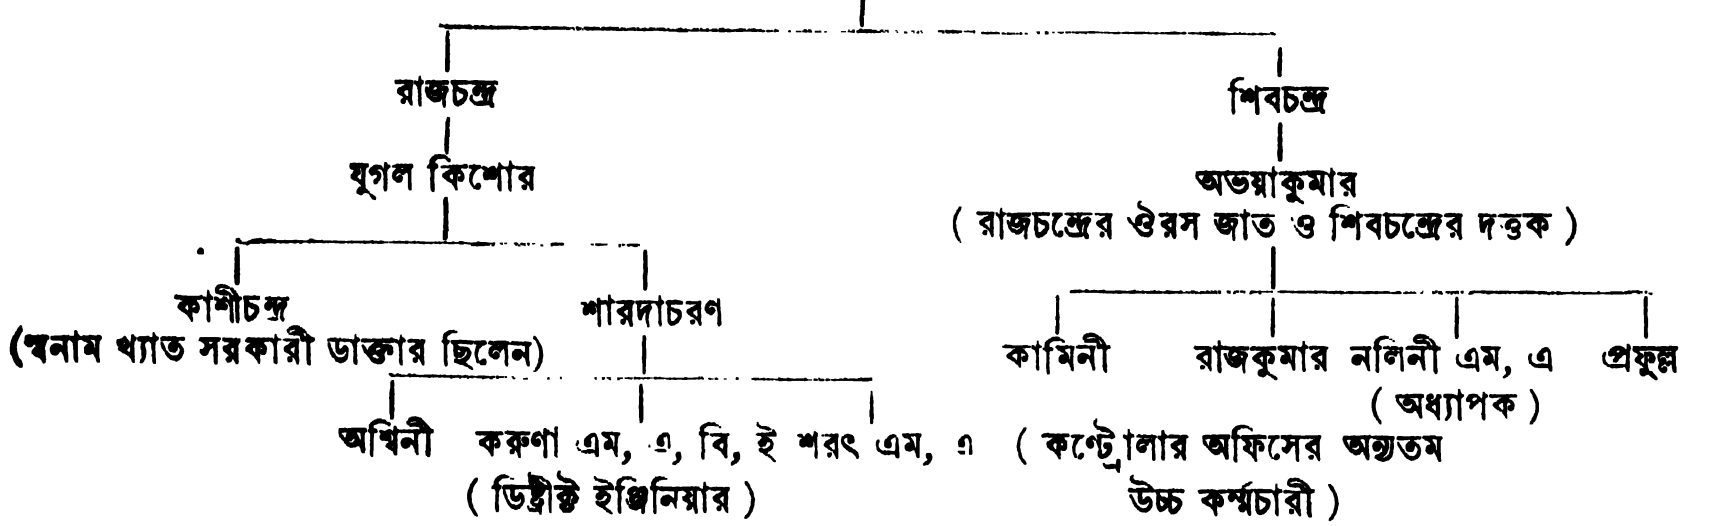 রাজচন্দ্র শিবচন্দ্র
যুগল কিশোর অভয়াকুমার
( রাজচন্দ্রের ঔরস জাত ও শিবচন্দ্রের দত্তক )
কাশীচন্দ্র শারদাচরণ
(স্বনাম খ্যাত সরকারী ডাক্তার ছিলেন) কামিনী রাজকুমার নলিনী এম, এ প্রফুল্ল
( অধ্যাপক )
অশ্বিনী করুণা এম, এ, বি, ই শরৎ এম, এ ( কণ্ট্রোলার অফিসের অন্যতম
( ডিষ্ট্রীক্ট ইঞ্জিনিয়ার ) উচ্চ কর্ম্মচারী )